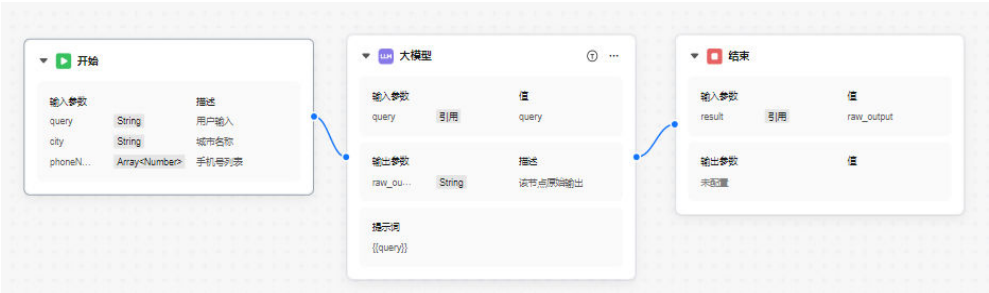 开始
输入参数 描述
query String 用户输入
city String 城市名称
phoneN... Array<Number> 手机号列表
LLM 大模型
输入参数 值
query 引用 query
输出参数 描述
raw_ou... String 该节点原始输出
提示词
{{query}}
结束
输入参数 值
result 引用 raw_output
输出参数 值
未配置